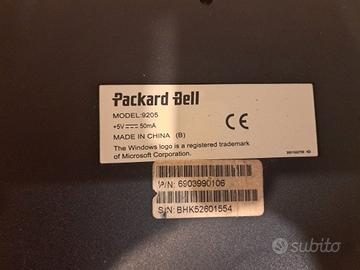 Packard Bell
MODEL:9205
+5V 50mA
MADE IN CHINA (B)
The Windows logo is a registered trademark
of Microsoft Corporation.
CE
P/N: 6903990106
S/N: BHK52601554
subito